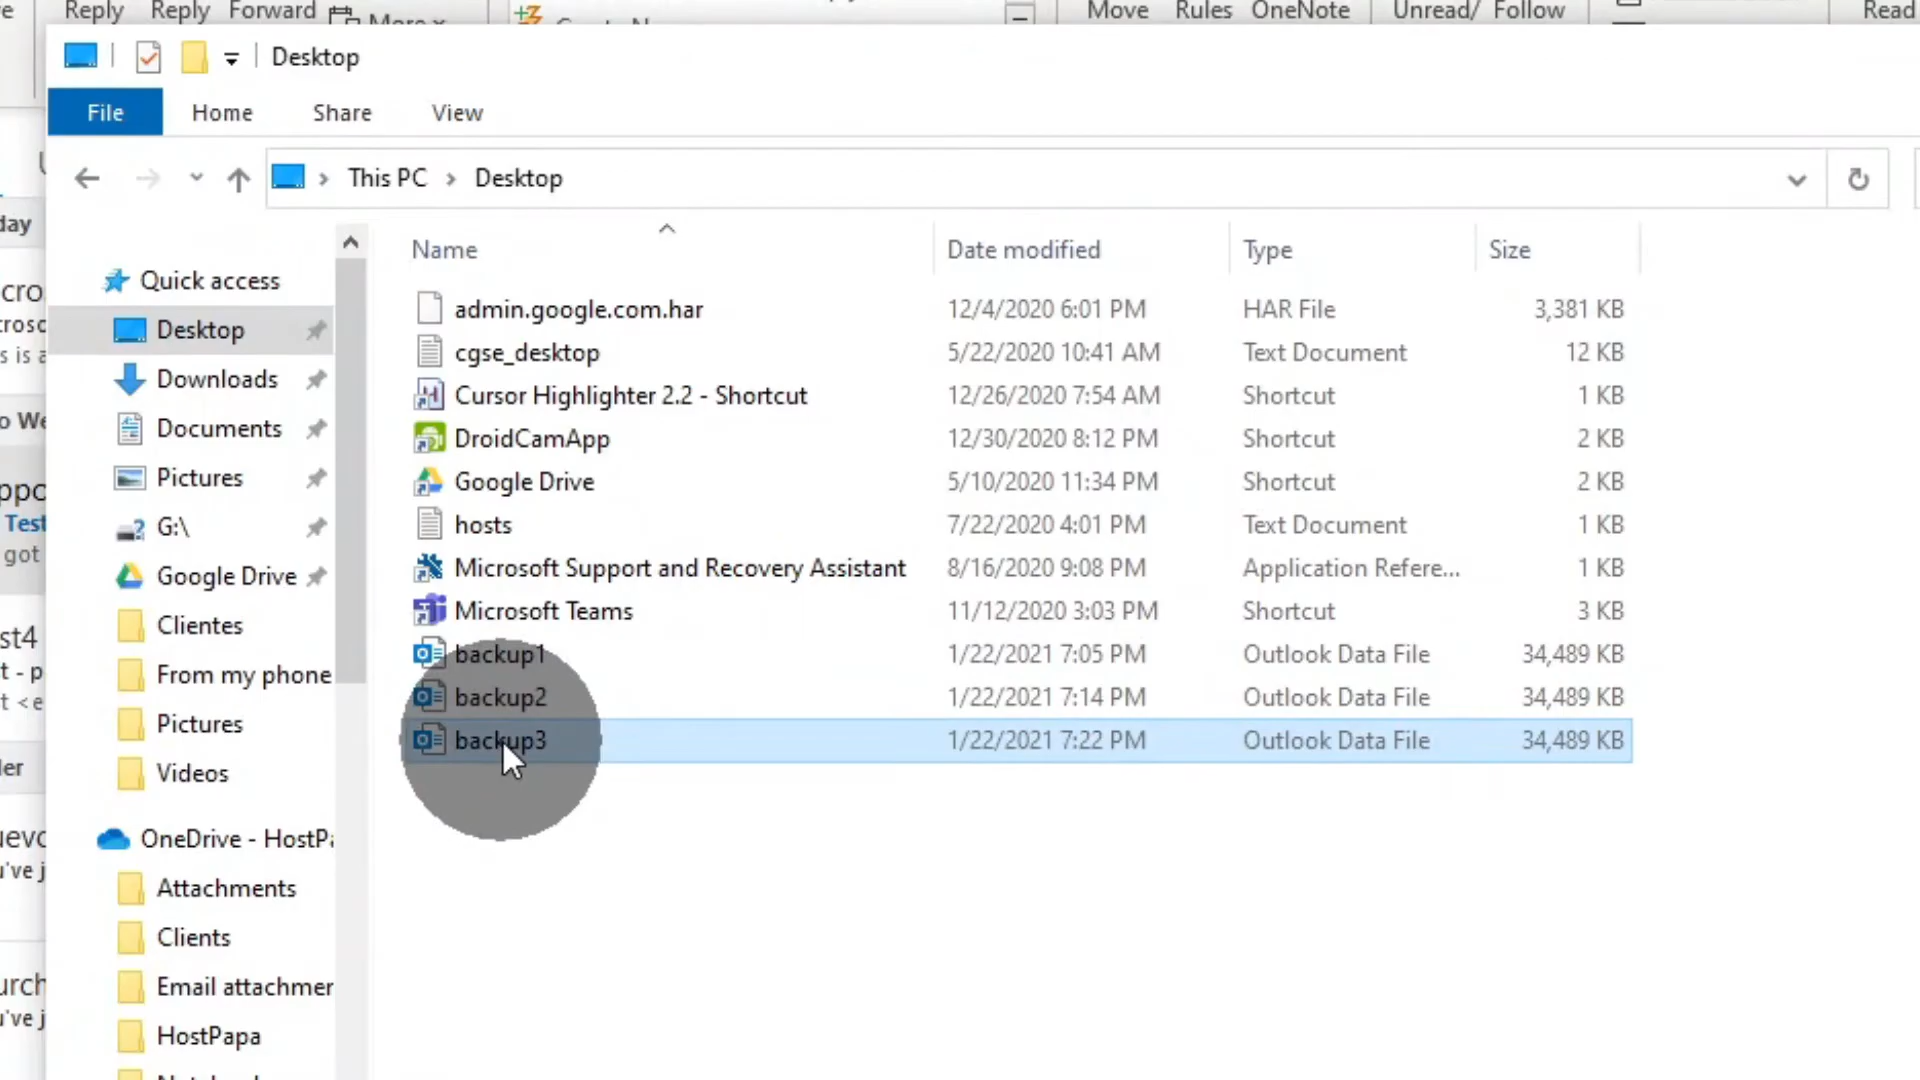 Reply Reply Forward Move Rules OneNote Unread/ Follow Read
Desktop
File Home Share View
This PC Desktop
Name Date modified Type Size
Quick access
Desktop
Downloads
Documents
Pictures
G:\
Google Drive
Clientes
From my phone
Pictures
Videos
OneDrive - HostPa
Attachments
Clients
Email attachmer
HostPapa
admin.google.com.har 12/4/2020 6:01 PM HAR File 3,381 KB
cgse_desktop 5/22/2020 10:41 AM Text Document 12 KB
Cursor Highlighter 2.2 - Shortcut 12/26/2020 7:54 AM Shortcut 1 KB
DroidCamApp 12/30/2020 8:12 PM Shortcut 2 KB
Google Drive 5/10/2020 11:34 PM Shortcut 2 KB
hosts 7/22/2020 4:01 PM Text Document 1 KB
Microsoft Support and Recovery Assistant 8/16/2020 9:08 PM Application Refere... 1 KB
Microsoft Teams 11/12/2020 3:03 PM Shortcut 3 KB
backup1 1/22/2021 7:05 PM Outlook Data File 34,489 KB
backup2 1/22/2021 7:14 PM Outlook Data File 34,489 KB
backup3 1/22/2021 7:22 PM Outlook Data File 34,489 KB